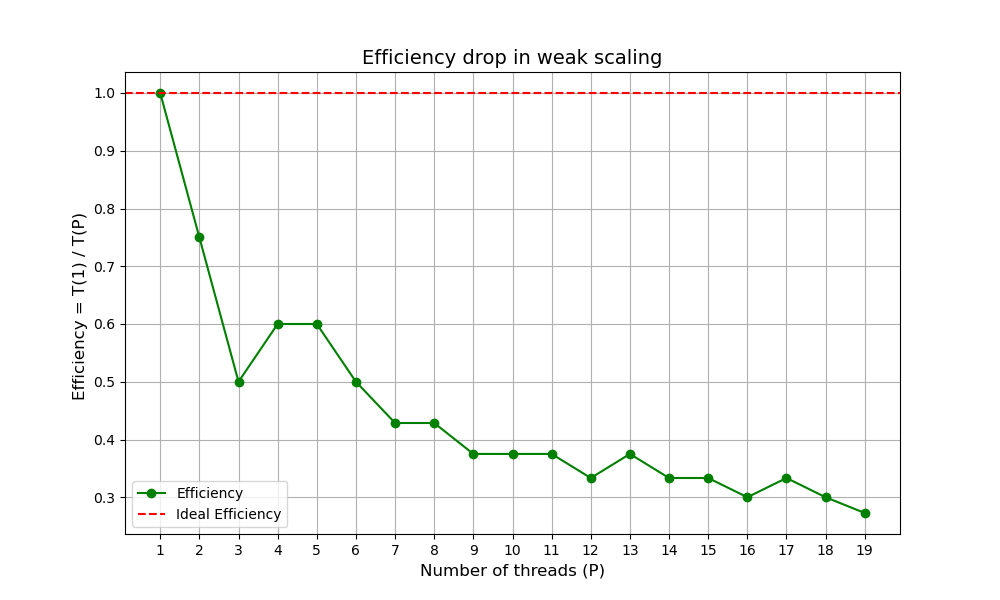 Efficiency drop in weak scaling
Efficiency = T(1) / T(P)
1.0
0.9
0.8
0.7
0.6
0.5
0.4
0.3
Efficiency
Ideal Efficiency
1 2 3 4 5 6 7 8 9 10 11 12 13 14 15 16 17 18 19
Number of threads (P)